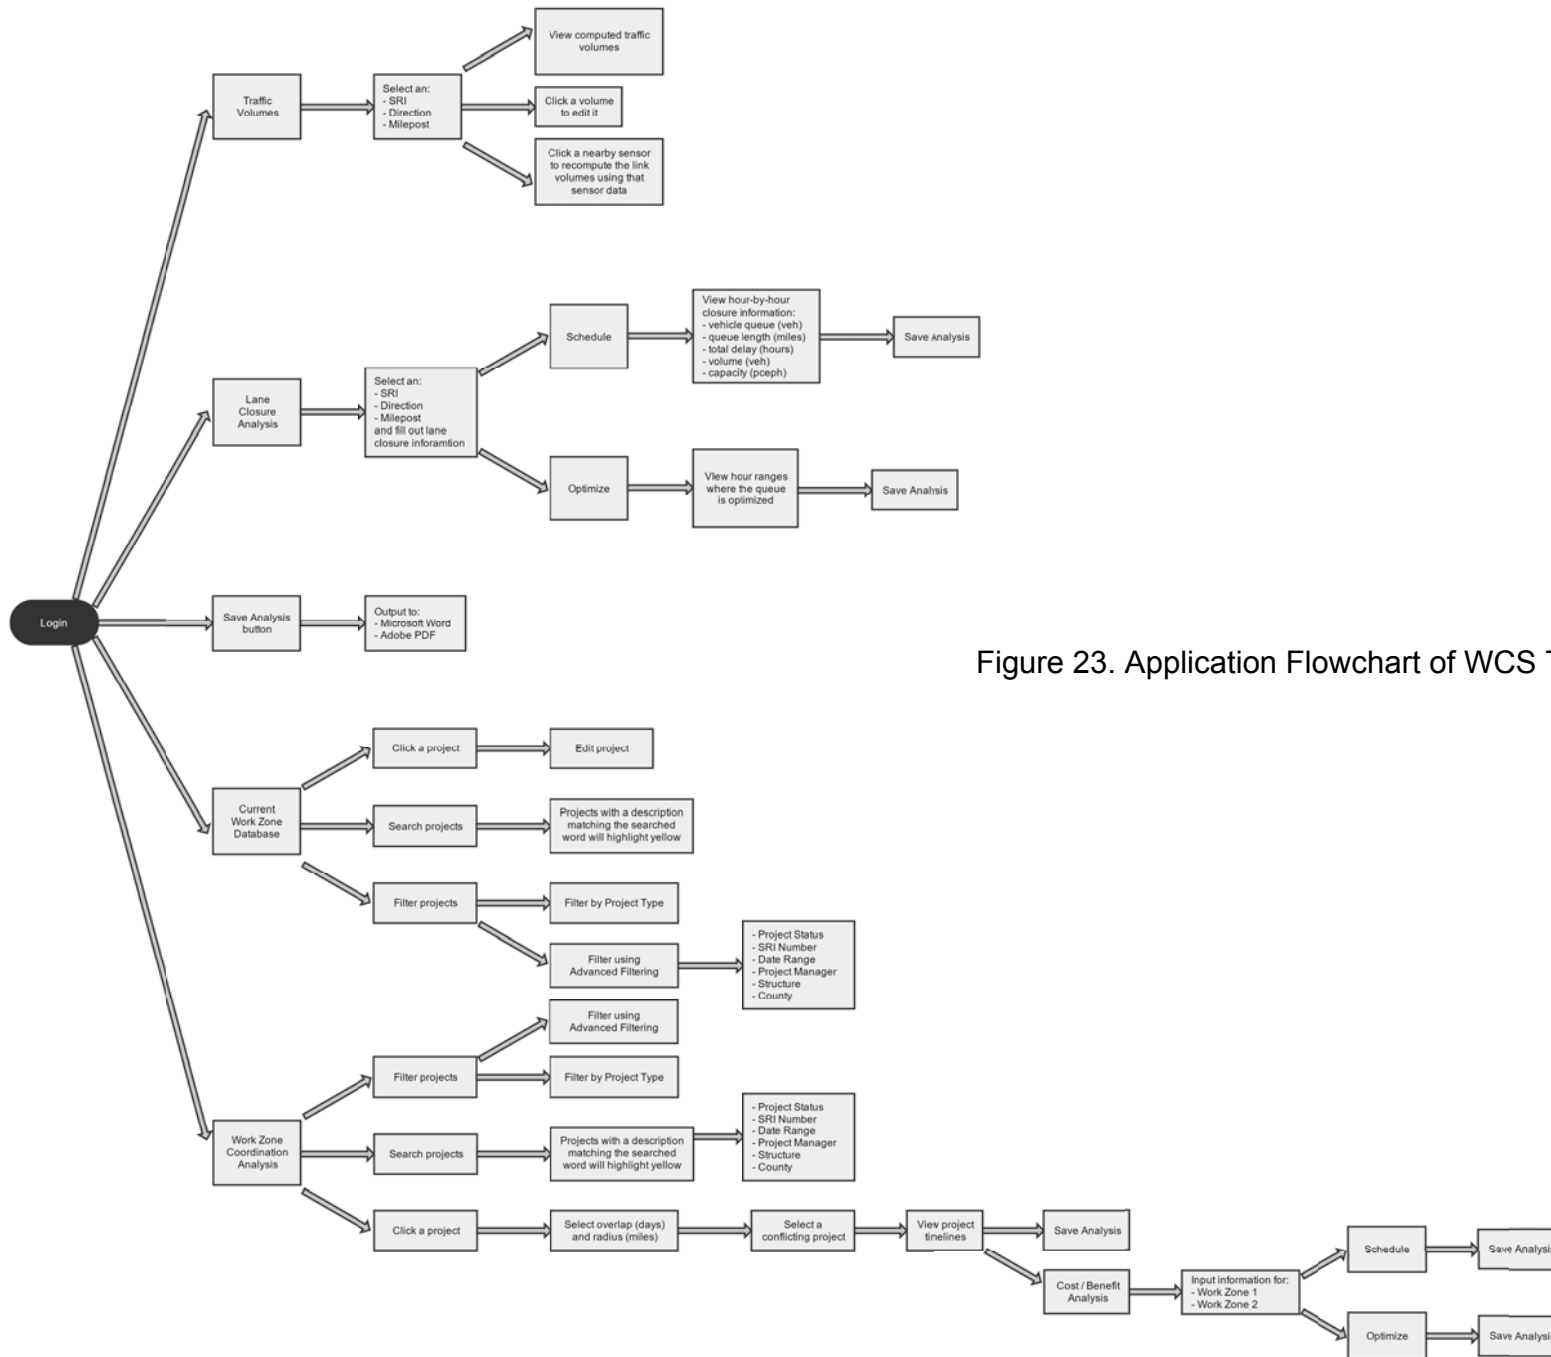 View computed traffic
volumes
Traffic
Volumes
Select an:
- SRI
- Direction
- Milepost
Click a volume
to edit it
Click a nearby sensor
to recompute the link
volumes using that
sensor data
Lane
Closure
Analysis
Select an:
- SRI
- Direction
- Milepost
and fill out lane
closure inforamtion
Schedule
View hour-by-hour
closure information:
- vehicle queue (veh)
- queue length (miles)
- total delay (hours)
- volume (veh)
- capacity (pceph)
Save Analysis
Optimize
VIew hour ranges
where the queue
is optimized
Save Analysis
Login
Save Analysis
button
Output to:
- Microsoft Word
- Adobe PDF
Figure 23. Application Flowchart of WCS
Current
Work Zone
Database
Click a project
Edit project
Search projects
Projects with a description
matching the searched
word will highlight yellow
Filter projects
Filter by Project Type
Filter using
Advanced Filtering
- Project Status
- SRI Number
- Date Range
- Project Manager
- Structure
- County
Work Zone
Coordination
Analysis
Filter projects
Filter using
Advanced Filtering
Filter by Project Type
Search projects
Projects with a description
matching the searched
word will highlight yellow
- Project Status
- SRI Number
- Date Range
- Project Manager
- Structure
- County
Click a project
Select overlap (days)
and radius (miles)
Select a
conflicting project
View project
timelines
Save Analysis
Cost / Benefit
Analysis
Input information for:
- Work Zone 1
- Work Zone 2
Schedule
Save Analysis
Optimize
Save Analysis